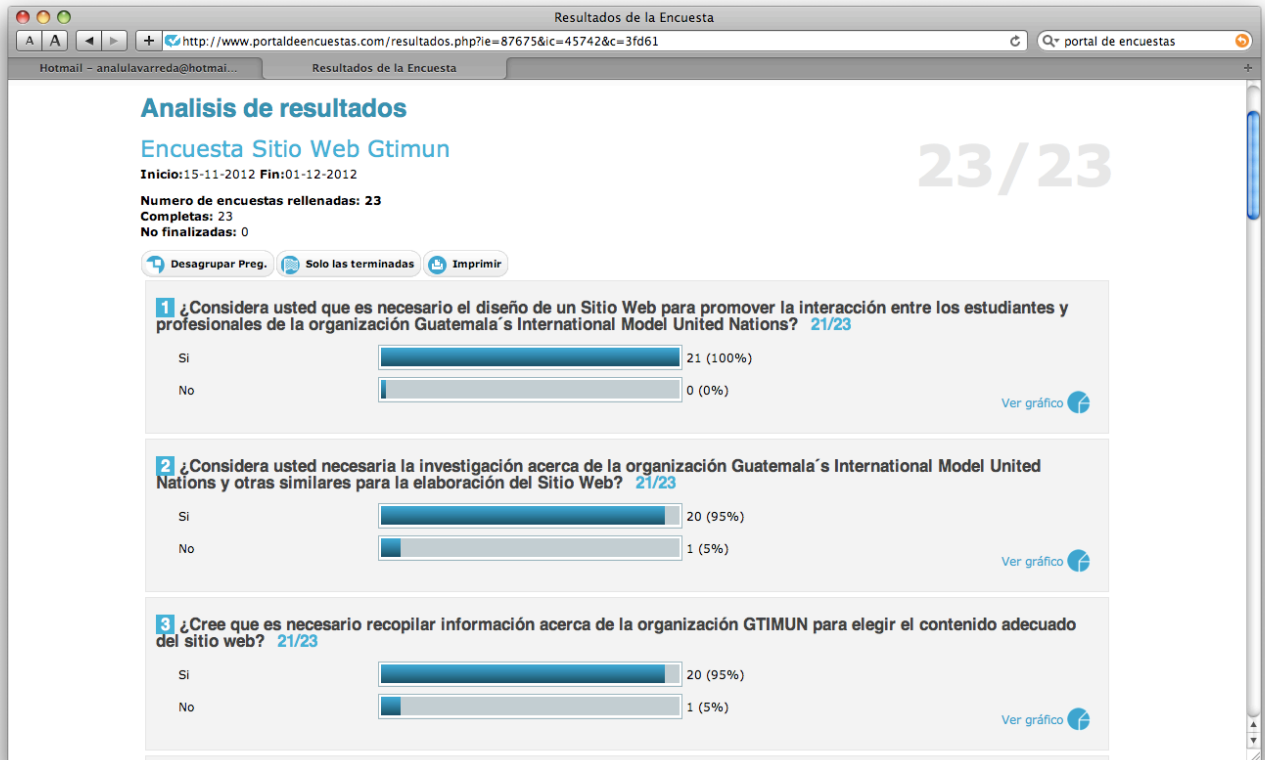 Resultados de la Encuesta
A A + http://www.portaldeencuestas.com/resultados.php?ie=87675&ic=45742&c=3fd61 portal de encuestas
Hotmail – analulavarreda@hotmai... Resultados de la Encuesta +
Analisis de resultados
Encuesta Sitio Web Gtimun
23/23
Inicio:15-11-2012 Fin:01-12-2012
Numero de encuestas rellenadas: 23
Completas: 23
No finalizadas: 0
Desagrupar Preg. Solo las terminadas Imprimir
1 ¿Considera usted que es necesario el diseño de un Sitio Web para promover la interacción entre los estudiantes y
profesionales de la organización Guatemala´s International Model United Nations? 21/23
Si 21 (100%)
No 0 (0%)
Ver gráfico
2 ¿Considera usted necesaria la investigación acerca de la organización Guatemala´s International Model United
Nations y otras similares para la elaboración del Sitio Web? 21/23
Si 20 (95%)
No 1 (5%)
Ver gráfico
3 ¿Cree que es necesario recopilar información acerca de la organización GTIMUN para elegir el contenido adecuado
del sitio web? 21/23
Si 20 (95%)
No 1 (5%)
Ver gráfico